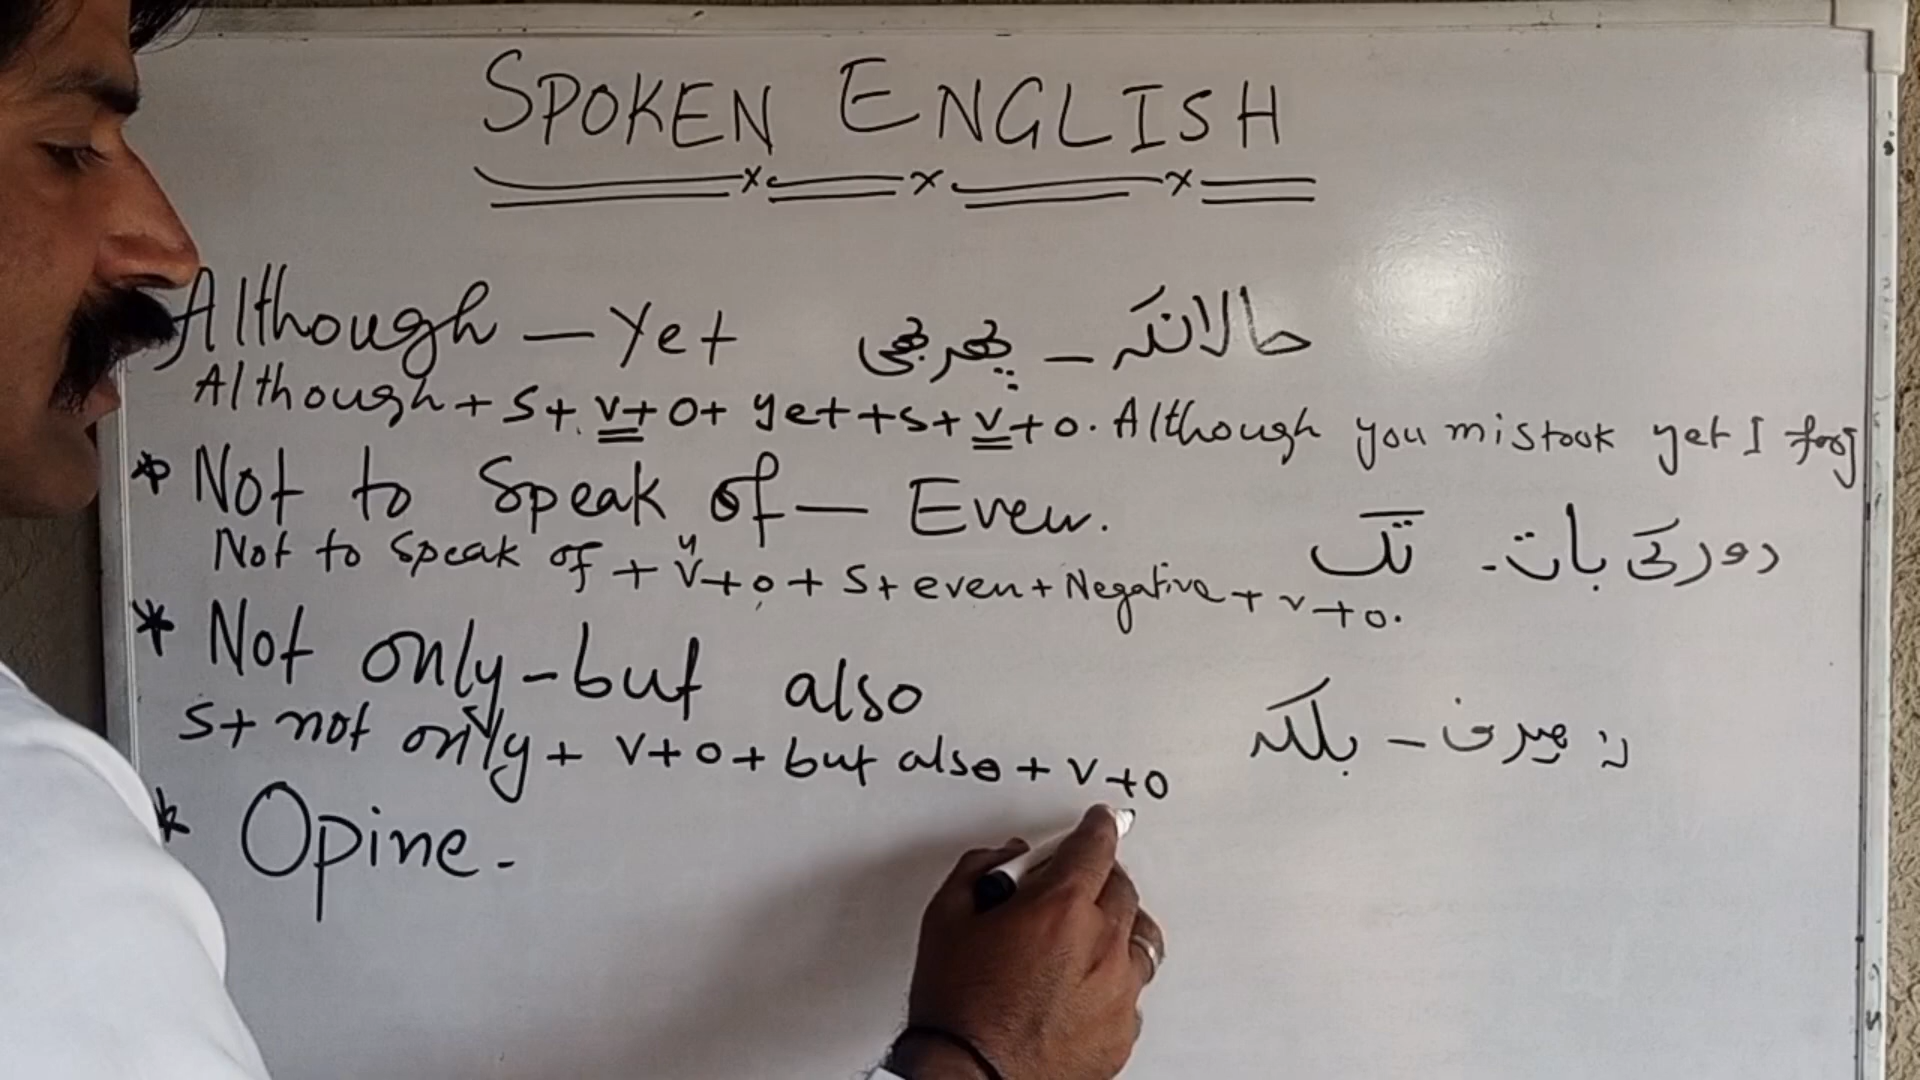 SPOKEN ENGLISH
Although – Yet حالانکہ – پھر بھی
Although + S + V + O + yet + + S + V + O. Although you mistook yet I
* Not to Speak of – Even.
دور کی بات - تک
Not to Speak of + V4 + O + S + even + Negative + V + O.
* Not only - but also
نہ صرف – بلکہ
S + not only + V + O + but also + V + O
* Opine -